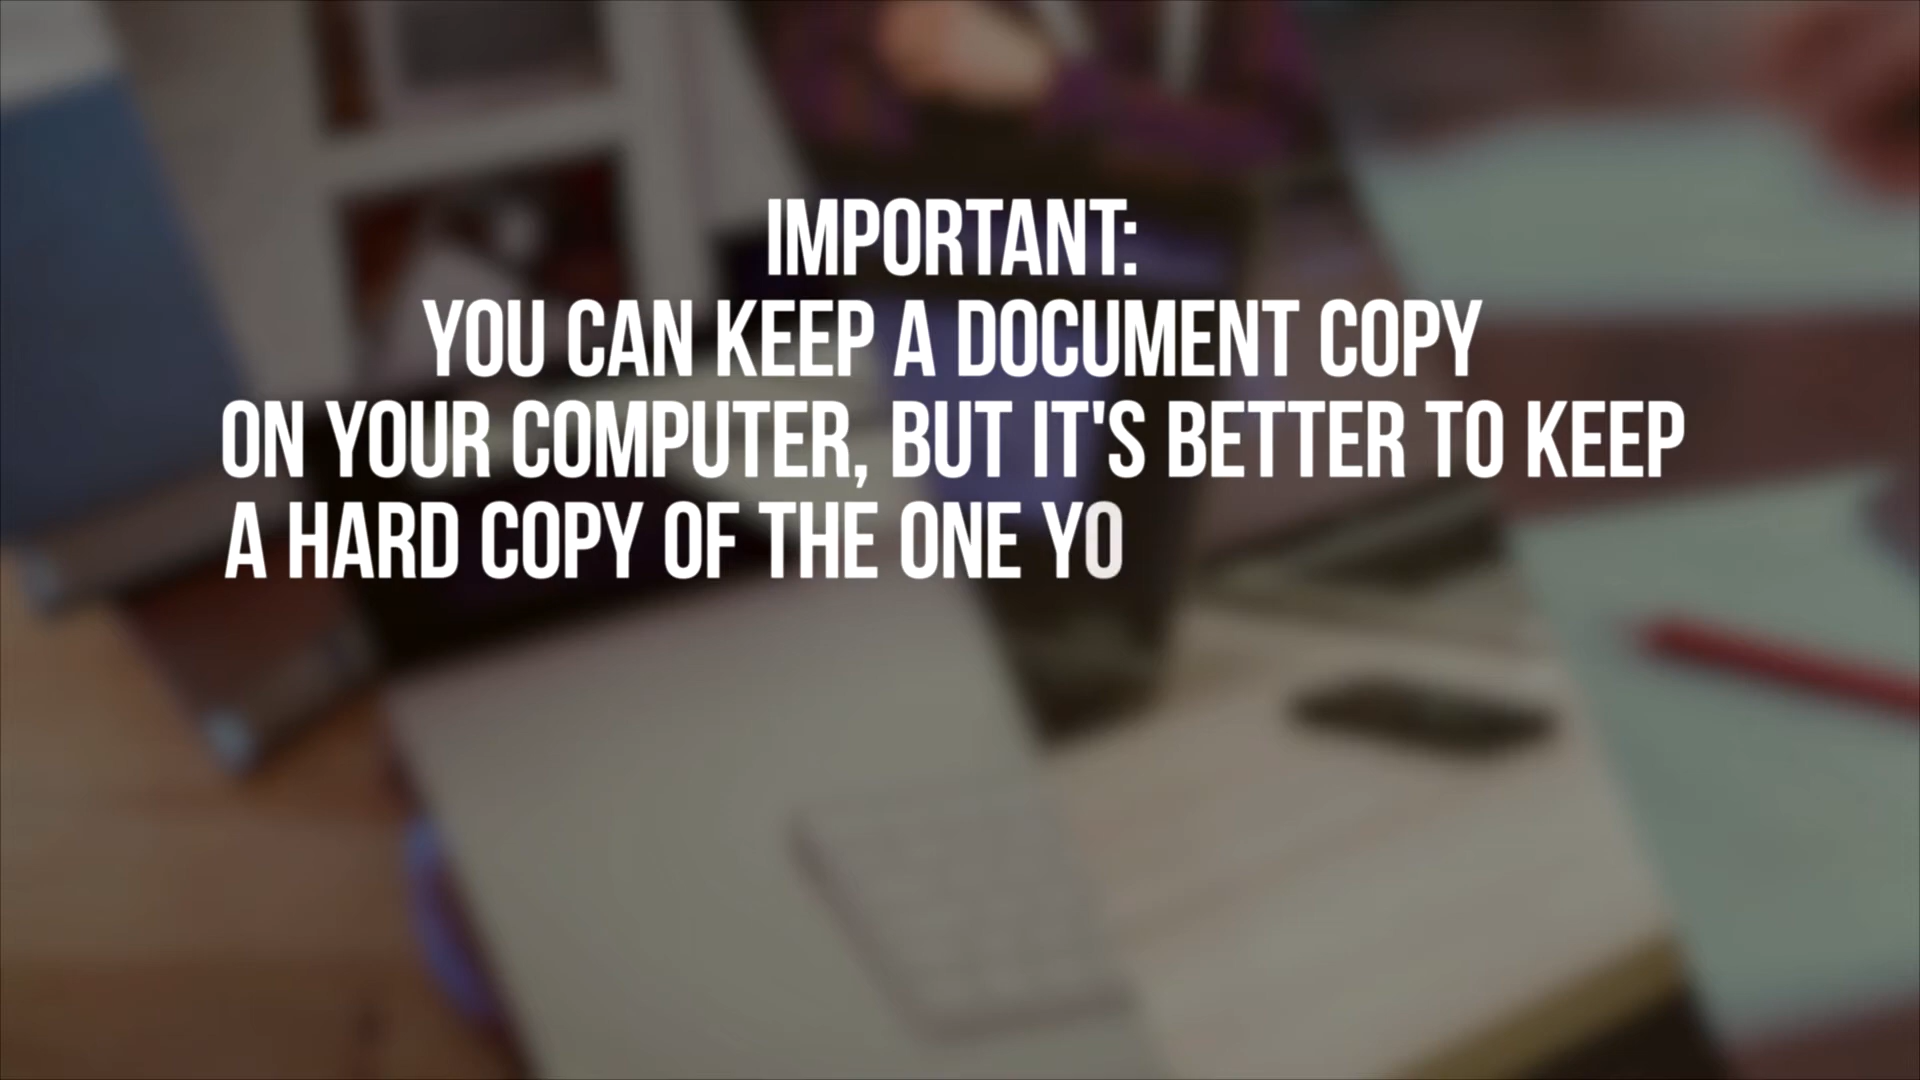 IMPORTANT:
YOU CAN KEEP A DOCUMENT COPY
ON YOUR COMPUTER, BUT IT'S BETTER TO KEEP
A HARD COPY OF THE ONE YO